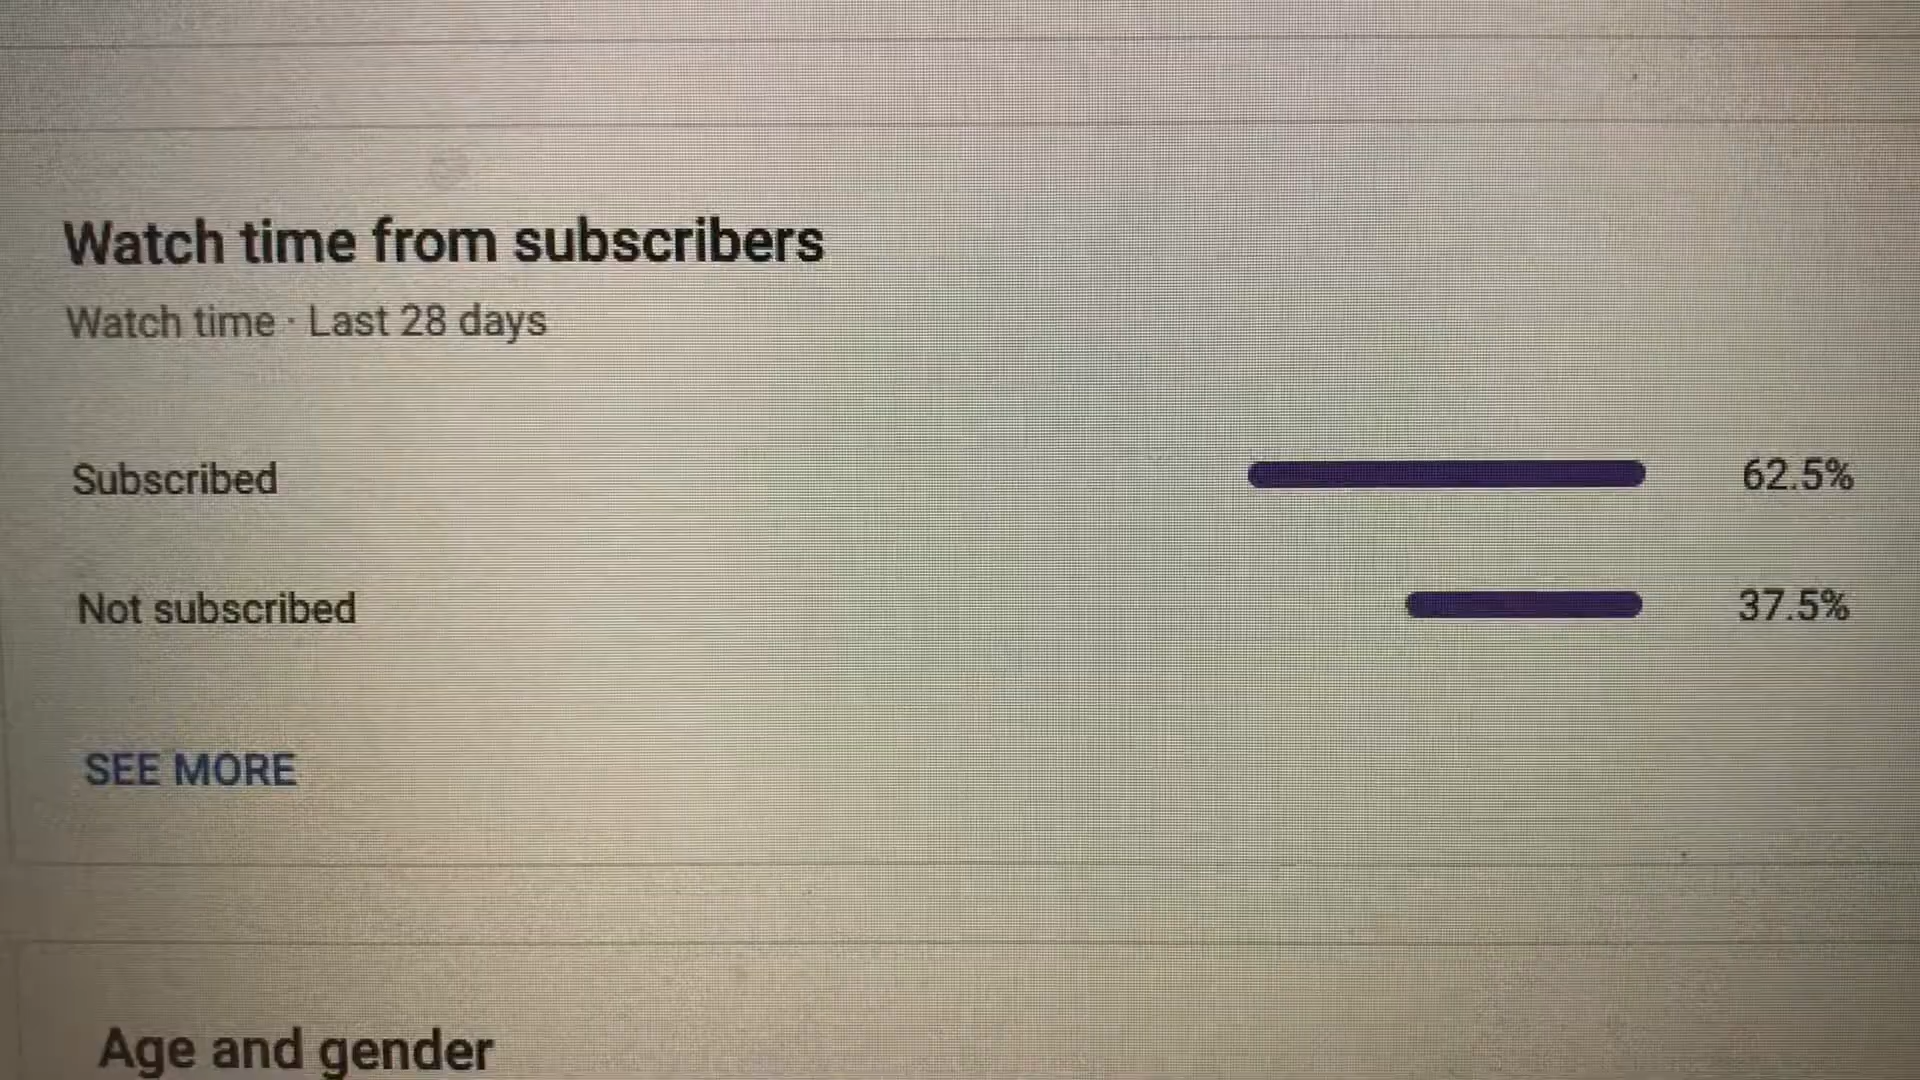 Watch time from subscribers
Watch time · Last 28 days
Subscribed 62.5%
Not subscribed 37.5%
SEE MORE
Age and gender